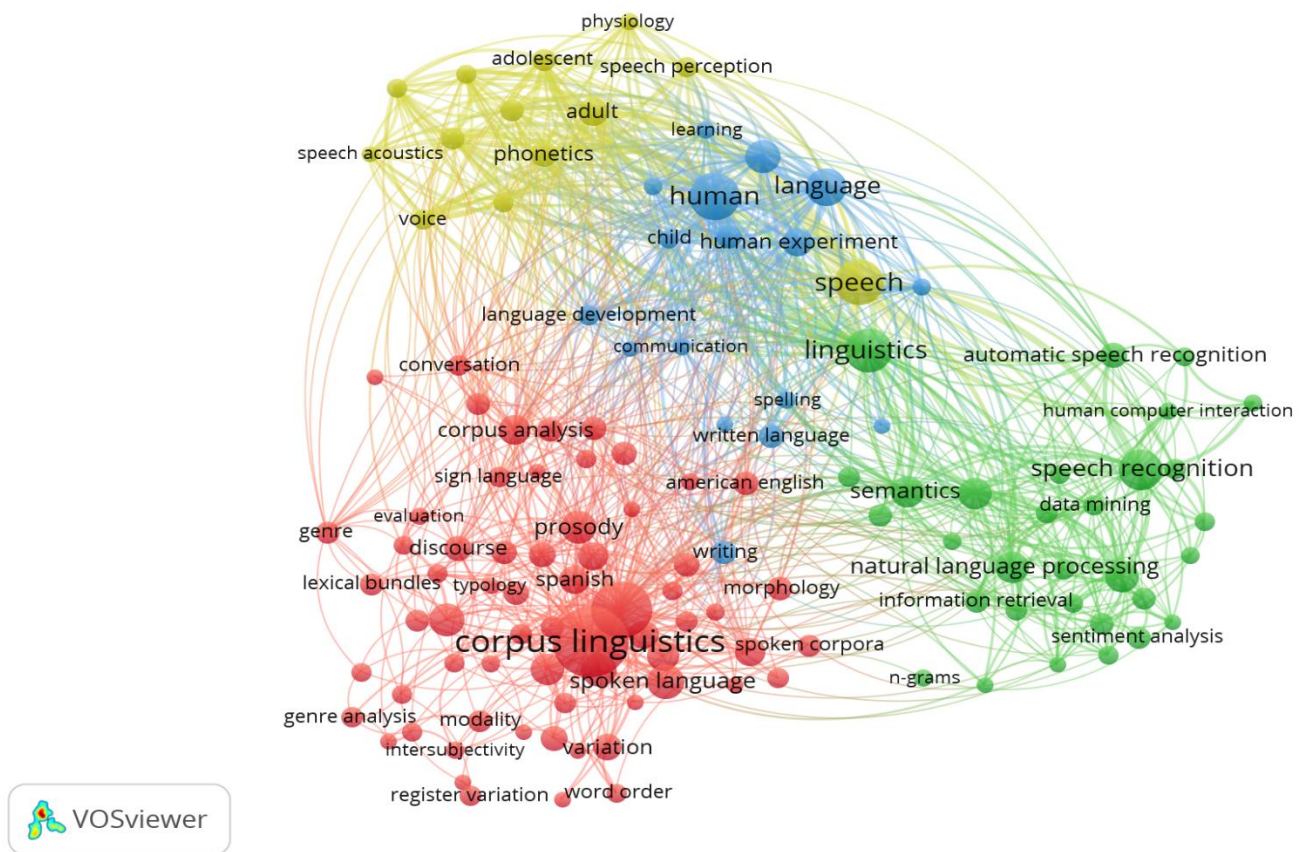 physiology
adolescent
speech perception
adult
learning
speech acoustics
phonetics
human
language
voice
child
human experiment
speech
language development
communication
linguistics
automatic speech recognition
conversation
spelling
human computer interaction
corpus analysis
written language
sign language
american english
semantics
speech recognition
data mining
genre
evaluation
prosody
discourse
writing
lexical bundles
typology
spanish
morphology
natural language processing
information retrieval
corpus linguistics
spoken corpora
sentiment analysis
spoken language
n-grams
genre analysis
modality
intersubjectivity
variation
register variation
word order
VOSviewer